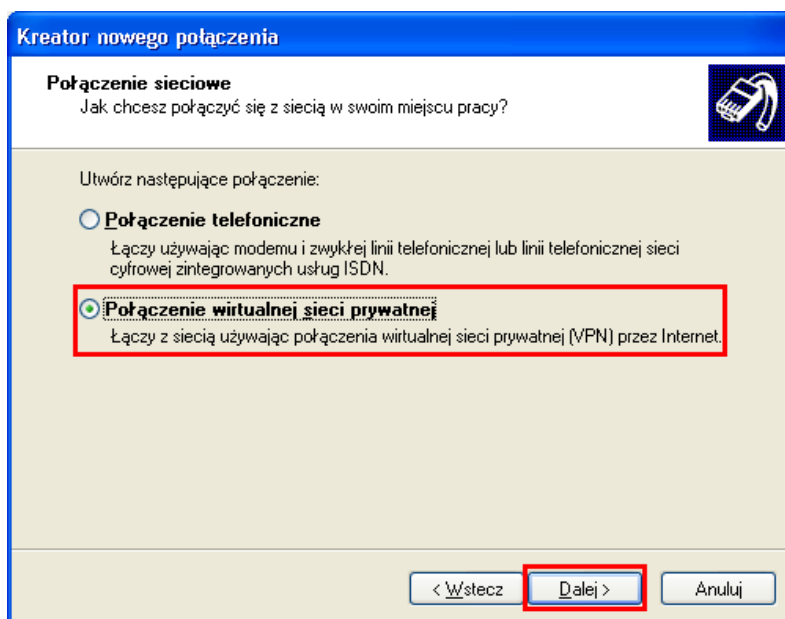 Kreator nowego połączenia
Połączenie sieciowe
Jak chcesz połączyć się z siecią w swoim miejscu pracy?
Utwórz następujące połączenie:
Połączenie telefoniczne
Łączy używając modemu i zwykłej linii telefonicznej lub linii telefonicznej sieci
cyfrowej zintegrowanych usług ISDN.
Połączenie wirtualnej sieci prywatnej
Łączy z siecią używając połączenia wirtualnej sieci prywatnej (VPN) przez Internet.
< Wstecz Dalej > Anuluj